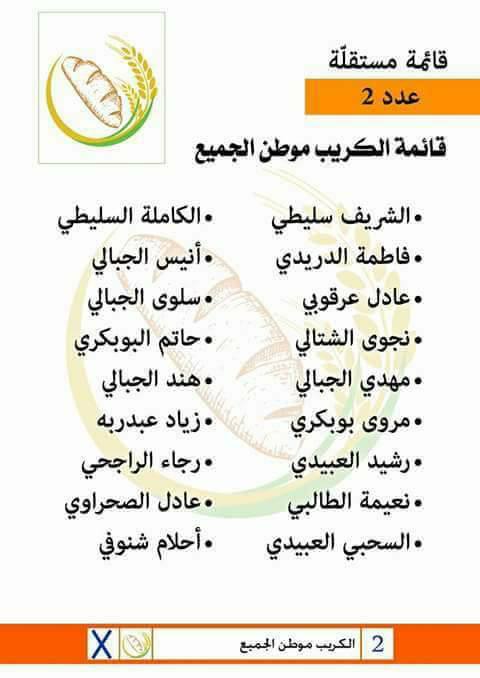 قائمة مستقلّة
عدد 2
قائمة الكريب موطن الجميع
•الشريف سليطي
•فاطمة الدريدي
•عادل عرقوبي
•نجوى الشتالي
•مهدي الجبالي
•مروى بوبكري
•رشيد العبيدي
•نعيمة الطالبي
•السحبي العبيدي
•الكاملة السليطي
•أنيس الجبالي
•سلوى الجبالي
•حاتم البوبكري
•هند الجبالي
•زياد عبدربه
•رجاء الراجحي
•عادل الصحراوي
•أحلام شنوفي
2 الكريب موطن الجميع X